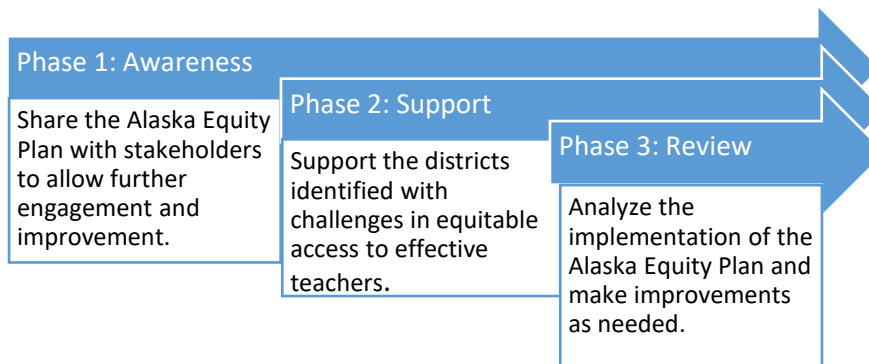 Phase 1: Awareness
Share the Alaska Equity
Plan with stakeholders
to allow further
engagement and
improvement.
Phase 2: Support
Support the districts
identified with
challenges in equitable
access to effective
teachers.
Phase 3: Review
Analyze the
implementation of the
Alaska Equity Plan and
make improvements
as needed.